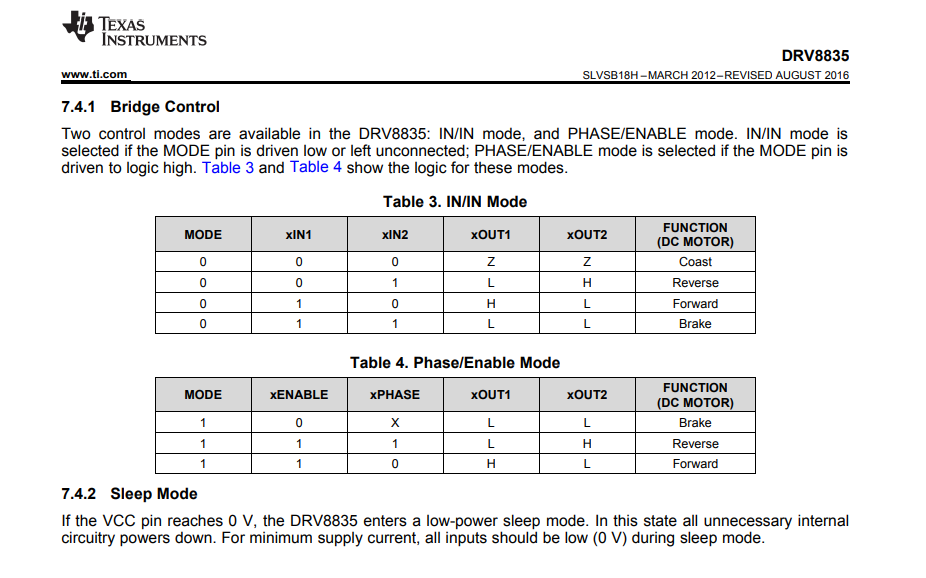 TEXAS
INSTRUMENTS
DRV8835
www.ti.com
SLVSB18H – MARCH 2012 – REVISED AUGUST 2016
7.4.1 Bridge Control
Two control modes are available in the DRV8835: IN/IN mode, and PHASE/ENABLE mode. IN/IN mode is
selected if the MODE pin is driven low or left unconnected; PHASE/ENABLE mode is selected if the MODE pin is
driven to logic high. Table 3 and Table 4 show the logic for these modes.
Table 3. IN/IN Mode
MODE xIN1 xIN2 xOUT1 xOUT2 FUNCTION (DC MOTOR)
0 0 0 Z Z Coast
0 0 1 L H Reverse
0 1 0 H L Forward
0 1 1 L L Brake
Table 4. Phase/Enable Mode
MODE xENABLE xPHASE xOUT1 xOUT2 FUNCTION (DC MOTOR)
1 0 X L L Brake
1 1 1 L H Reverse
1 1 0 H L Forward
7.4.2 Sleep Mode
If the VCC pin reaches 0 V, the DRV8835 enters a low-power sleep mode. In this state all unnecessary internal
circuitry powers down. For minimum supply current, all inputs should be low (0 V) during sleep mode.